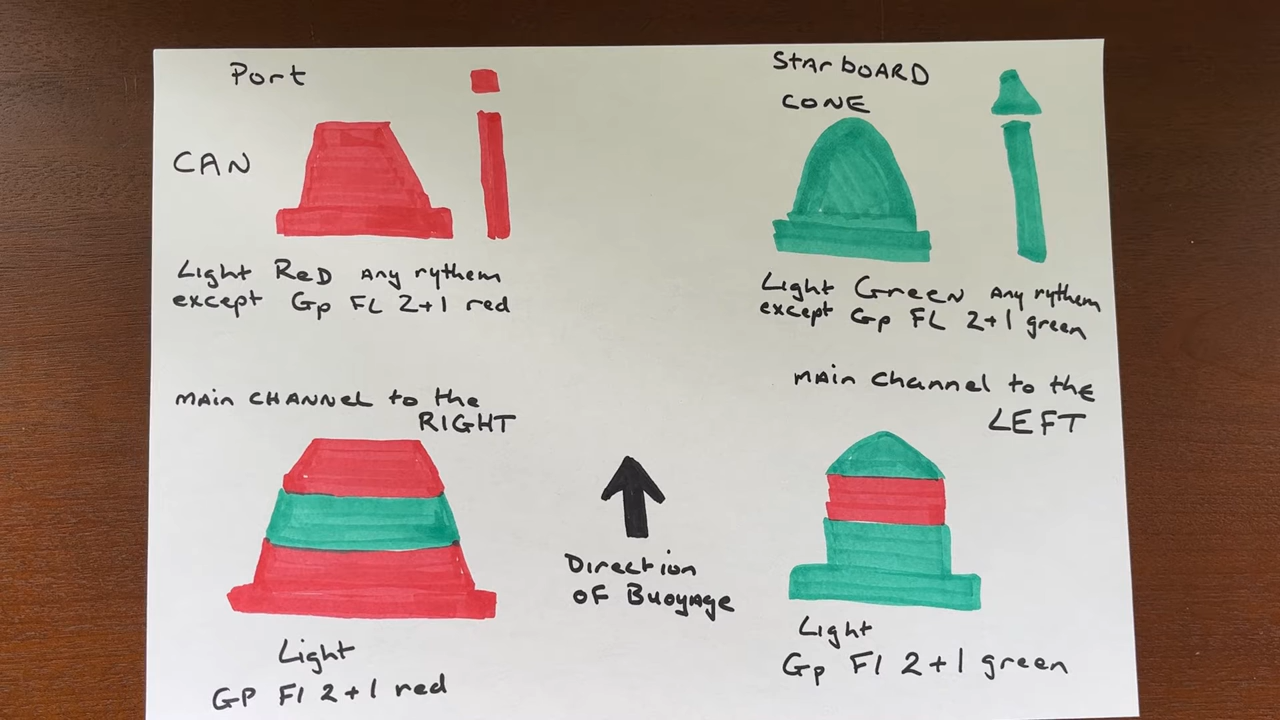 Port
CAN
Light Red Any rythem
except Gp FL 2+1 red
StarBOARD
CONE
Light Green Any rythem
except Gp FL 2+1 green
MAIN CHANNEL to the
RIGHT
Light
GP Fl 2+1 red
Direction
OF Buoyage
MAIN Channel to the
LEFT
Light
Gp Fl 2+1 green